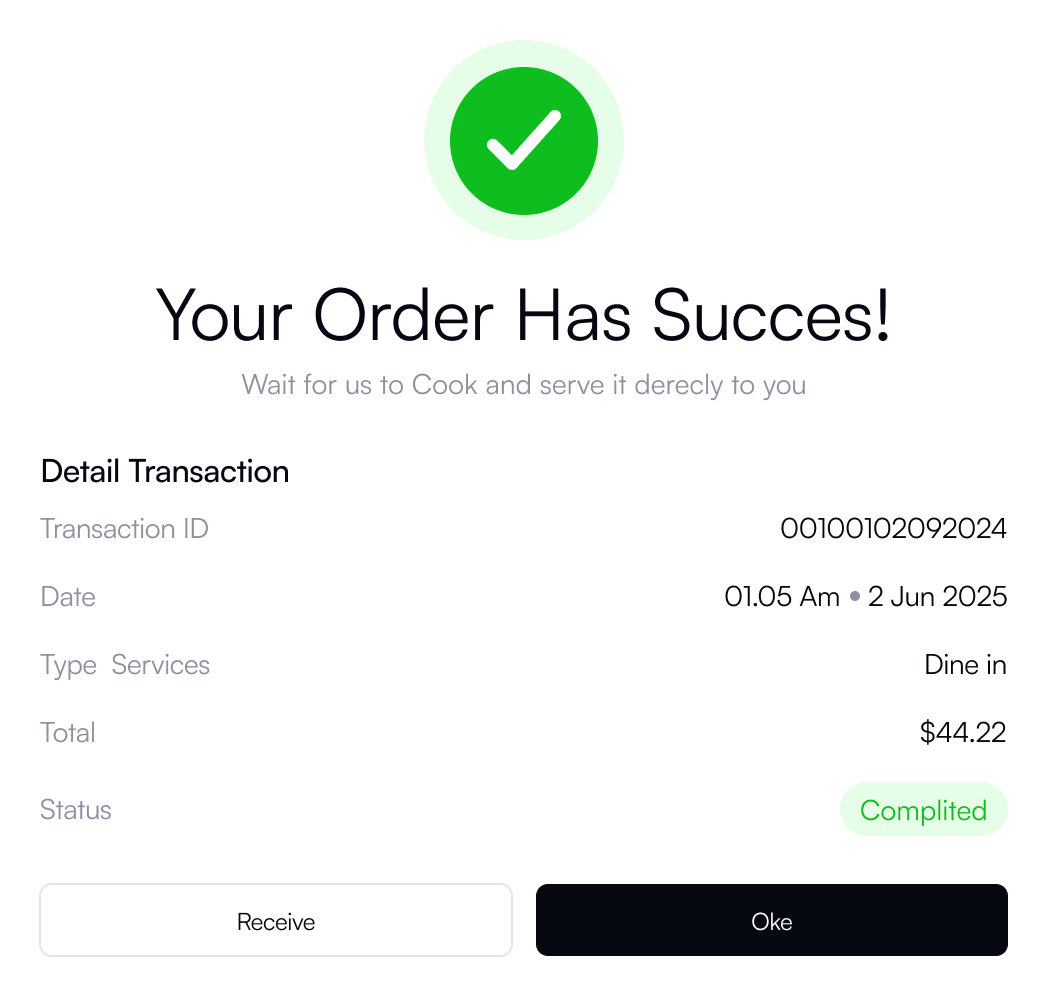 Your Order Has Succes!
Wait for us to Cook and serve it derecly to you
Detail Transaction
Transaction ID 00100102092024
Date 01.05 Am • 2 Jun 2025
Type Services Dine in
Total $44.22
Status Complited
Receive Oke